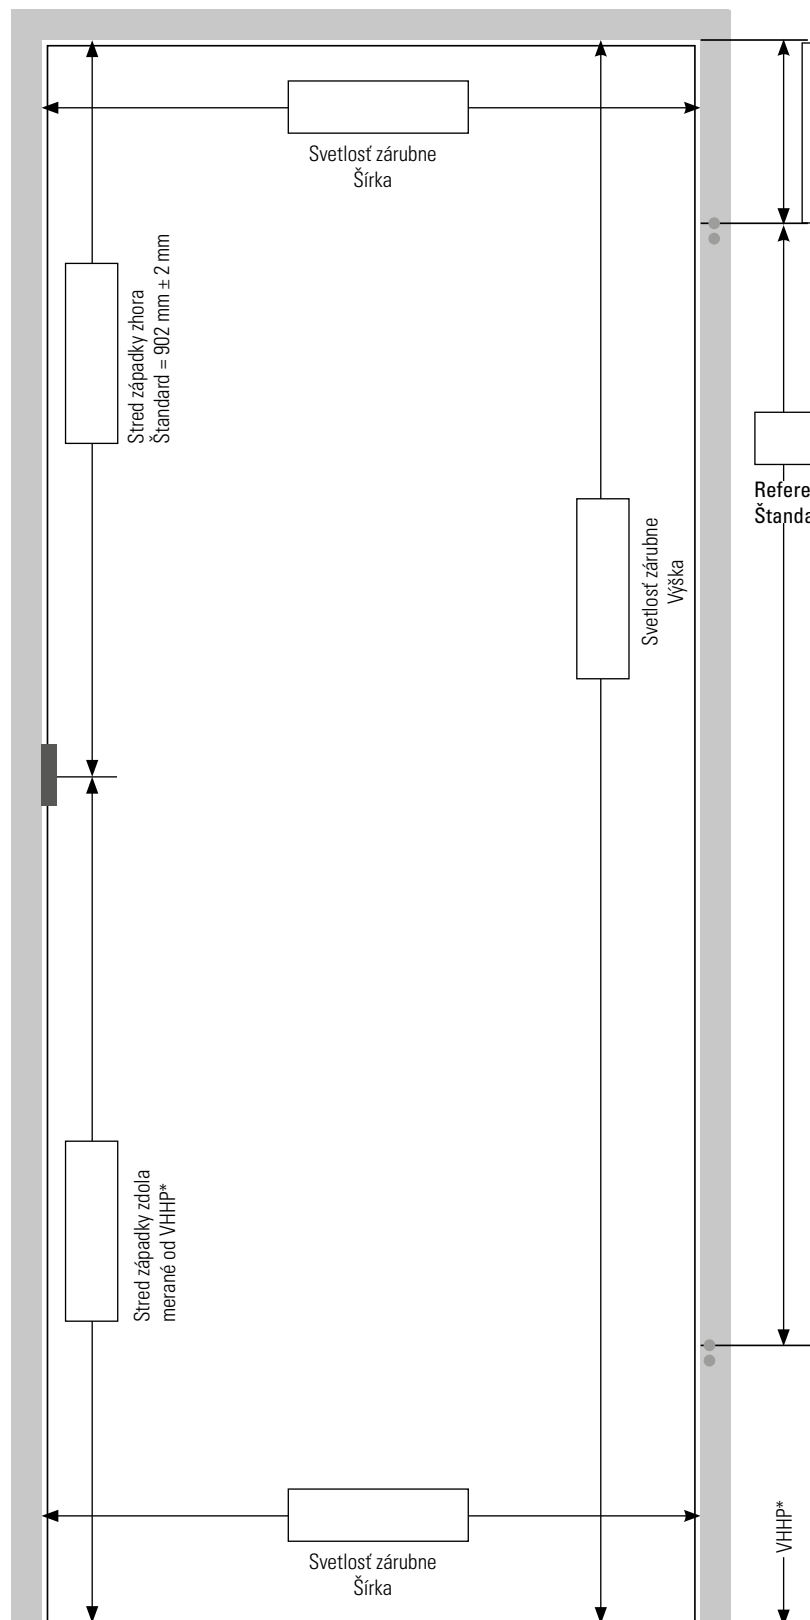 Svetlosť zárubne
Šírka
Stred západky zhora
Štandard = 902 mm ± 2 mm
Svetlosť zárubne
Výška
Stred západky zdola
merané od VHHP*
Svetlosť zárubne
Šírka
VHHP*